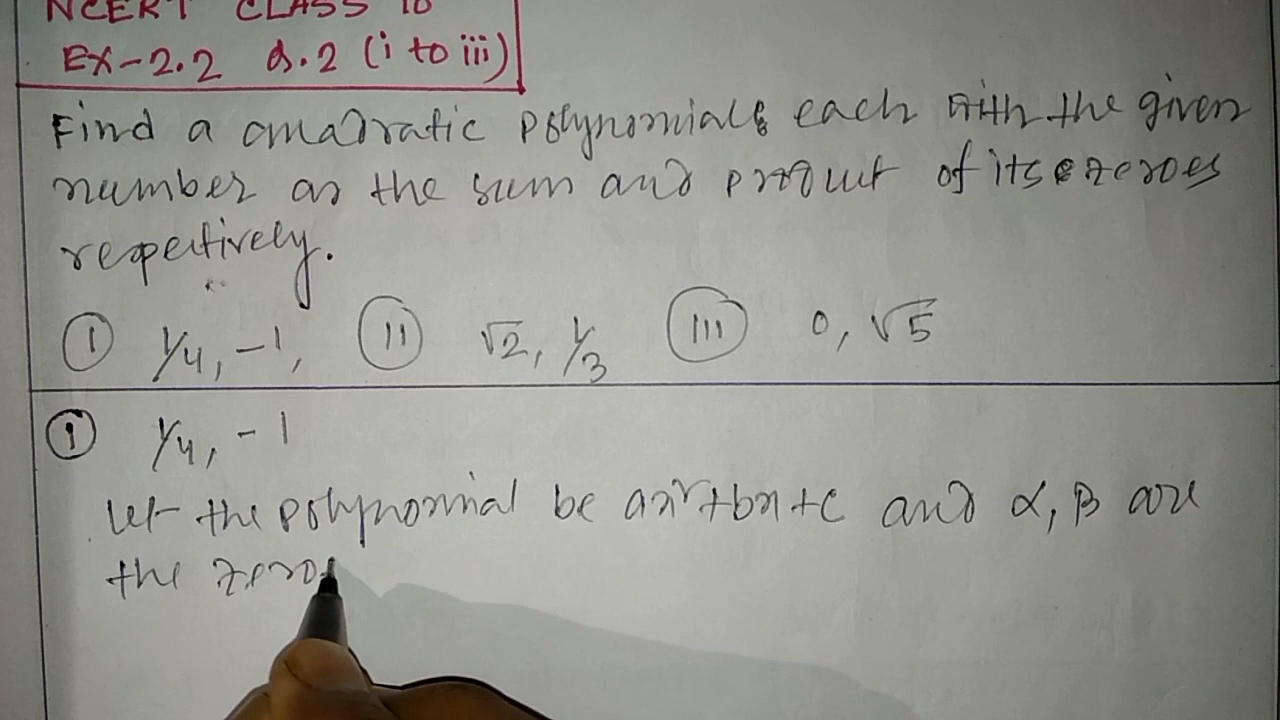 NCERT CLASS 10
EX-2.2 Q.2 (i to iii)
Find a quadratic polynomials each with the given
number as the sum and product of its zeroes
respectively.
(i) 1/4, -1, (ii) √2, 1/3 (iii) 0, √5
(i) 1/4, -1
Let the polynomial be ax²+bx+c and α, β are
the zero